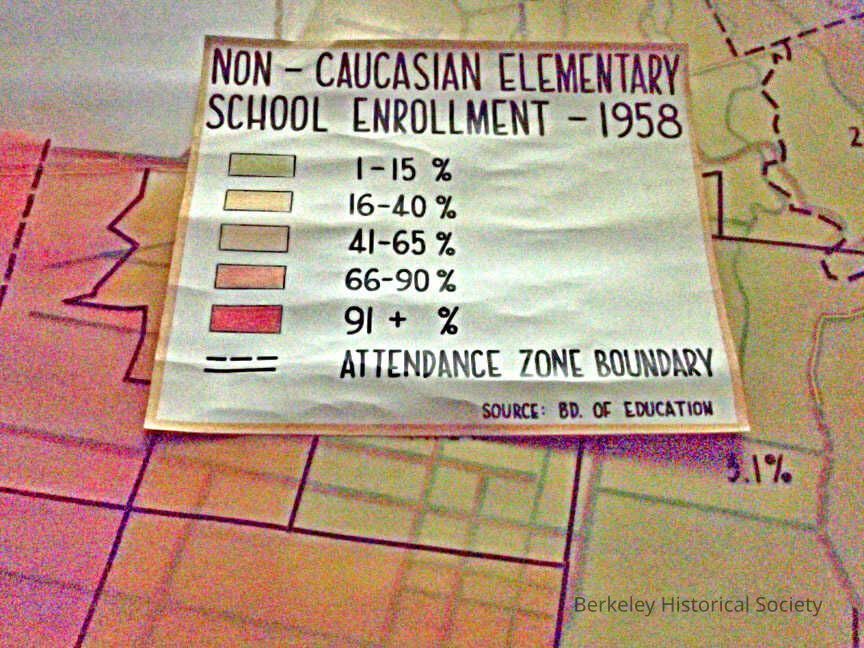 NON - CAUCASIAN ELEMENTARY
SCHOOL ENROLLMENT - 1958
1-15 %
16-40 %
41-65 %
66-90 %
91 + %
ATTENDANCE ZONE BOUNDARY
SOURCE: BD. OF EDUCATION
2
.1%
Berkeley Historical Society